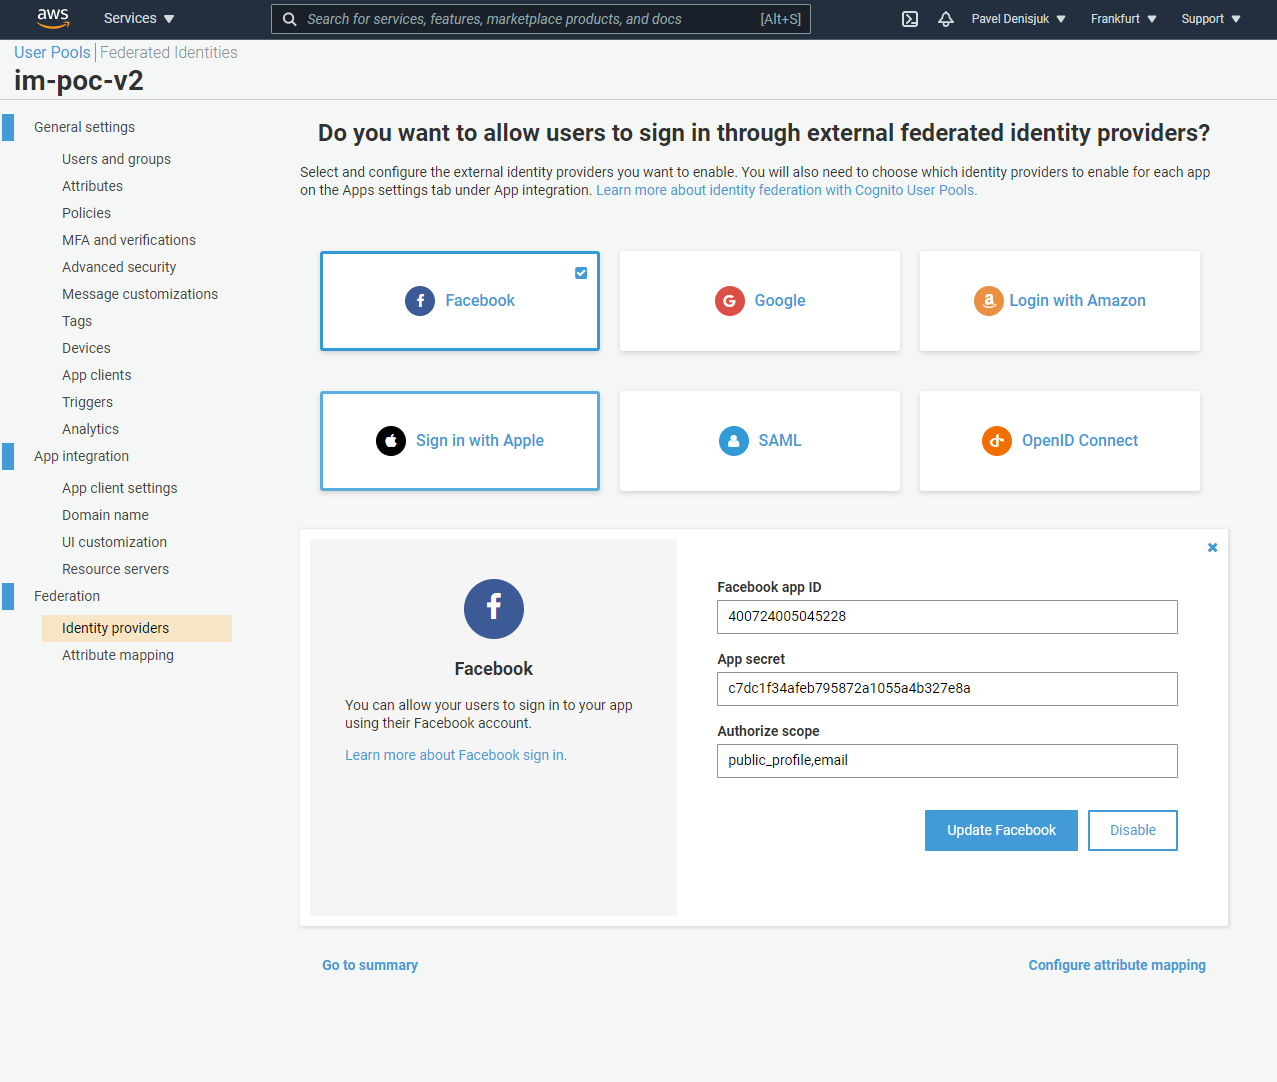 aws
Services
Search for services, features, marketplace products, and docs [Alt+S]
Pavel Denisjuk
Frankfurt
Support
User Pools Federated Identities
im-poc-v2
General settings
Users and groups
Attributes
Policies
MFA and verifications
Advanced security
Message customizations
Tags
Devices
App clients
Triggers
Analytics
App integration
App client settings
Domain name
UI customization
Resource servers
Federation
Identity providers
Attribute mapping
Do you want to allow users to sign in through external federated identity providers?
Select and configure the external identity providers you want to enable. You will also need to choose which identity providers to enable for each app
on the Apps settings tab under App integration. Learn more about identity federation with Cognito User Pools.
Facebook
Google
Login with Amazon
Sign in with Apple
SAML
OpenID Connect
Facebook
You can allow your users to sign in to your app
using their Facebook account.
Learn more about Facebook sign in.
Facebook app ID
400724005045228
App secret
c7dc1f34afeb795872a1055a4b327e8a
Authorize scope
public_profile,email
Update Facebook
Disable
Go to summary
Configure attribute mapping